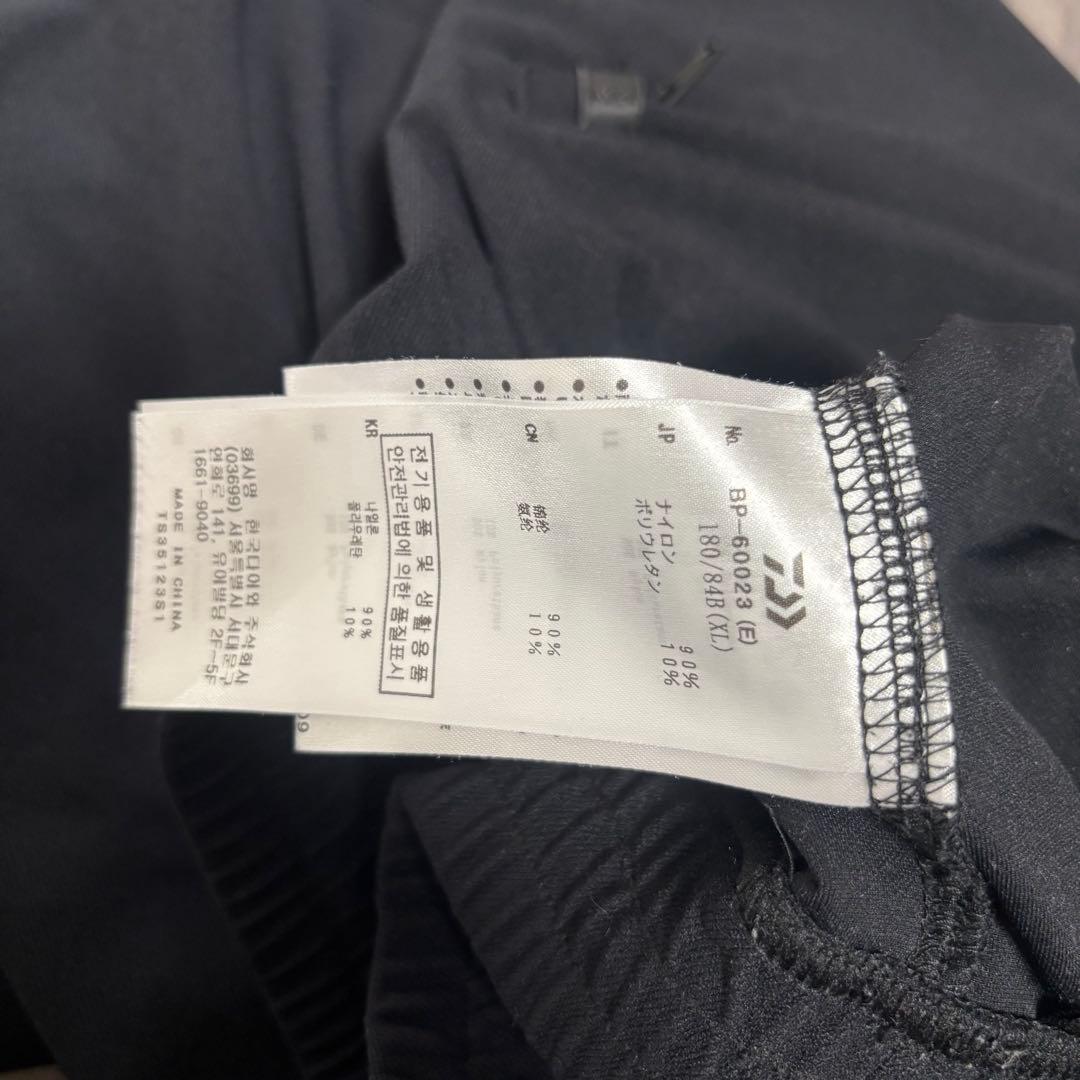 No. BP-60023 (E)
180/84B(XL)
JP
ナイロン 90%
ポリウレタン 10%
CN
锦纶 90%
氨纶 10%
전기용품 및 생활용품
안전관리법에 의한 품질표시
KR
나일론 90%
폴리우레탄 10%
회사명 한국다이와 주식회사
(03699) 서울특별시 서대문구
연희로 141, 유아빌딩 2F~5F
1661-9040
MADE IN CHINA
TS35123S1